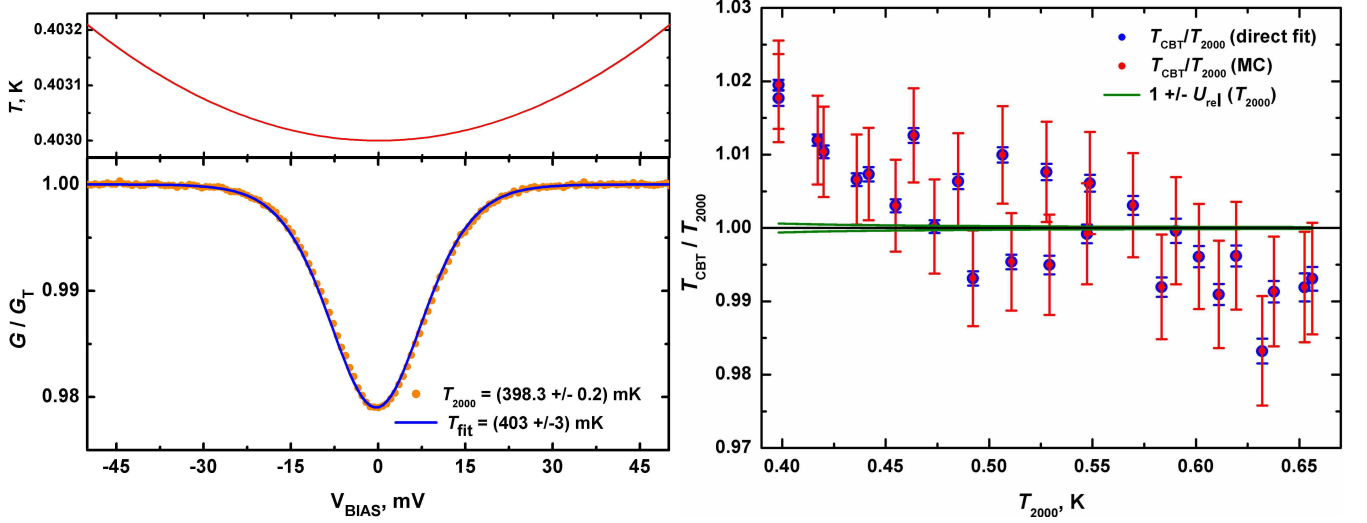 0.4032
0.4031
0.4030
T, K
1.00
0.99
0.98
G / G_T
T_2000 = (398.3 +/- 0.2) mK
T_fit = (403 +/-3) mK
-45 -30 -15 0 15 30 45
V_BIAS, mV
1.03
1.02
1.01
1.00
0.99
0.98
0.97
T_CBT / T_2000
T_CBT/T_2000 (direct fit)
T_CBT/T_2000 (MC)
1 +/- U_rel (T_2000)
0.40 0.45 0.50 0.55 0.60 0.65
T_2000, K